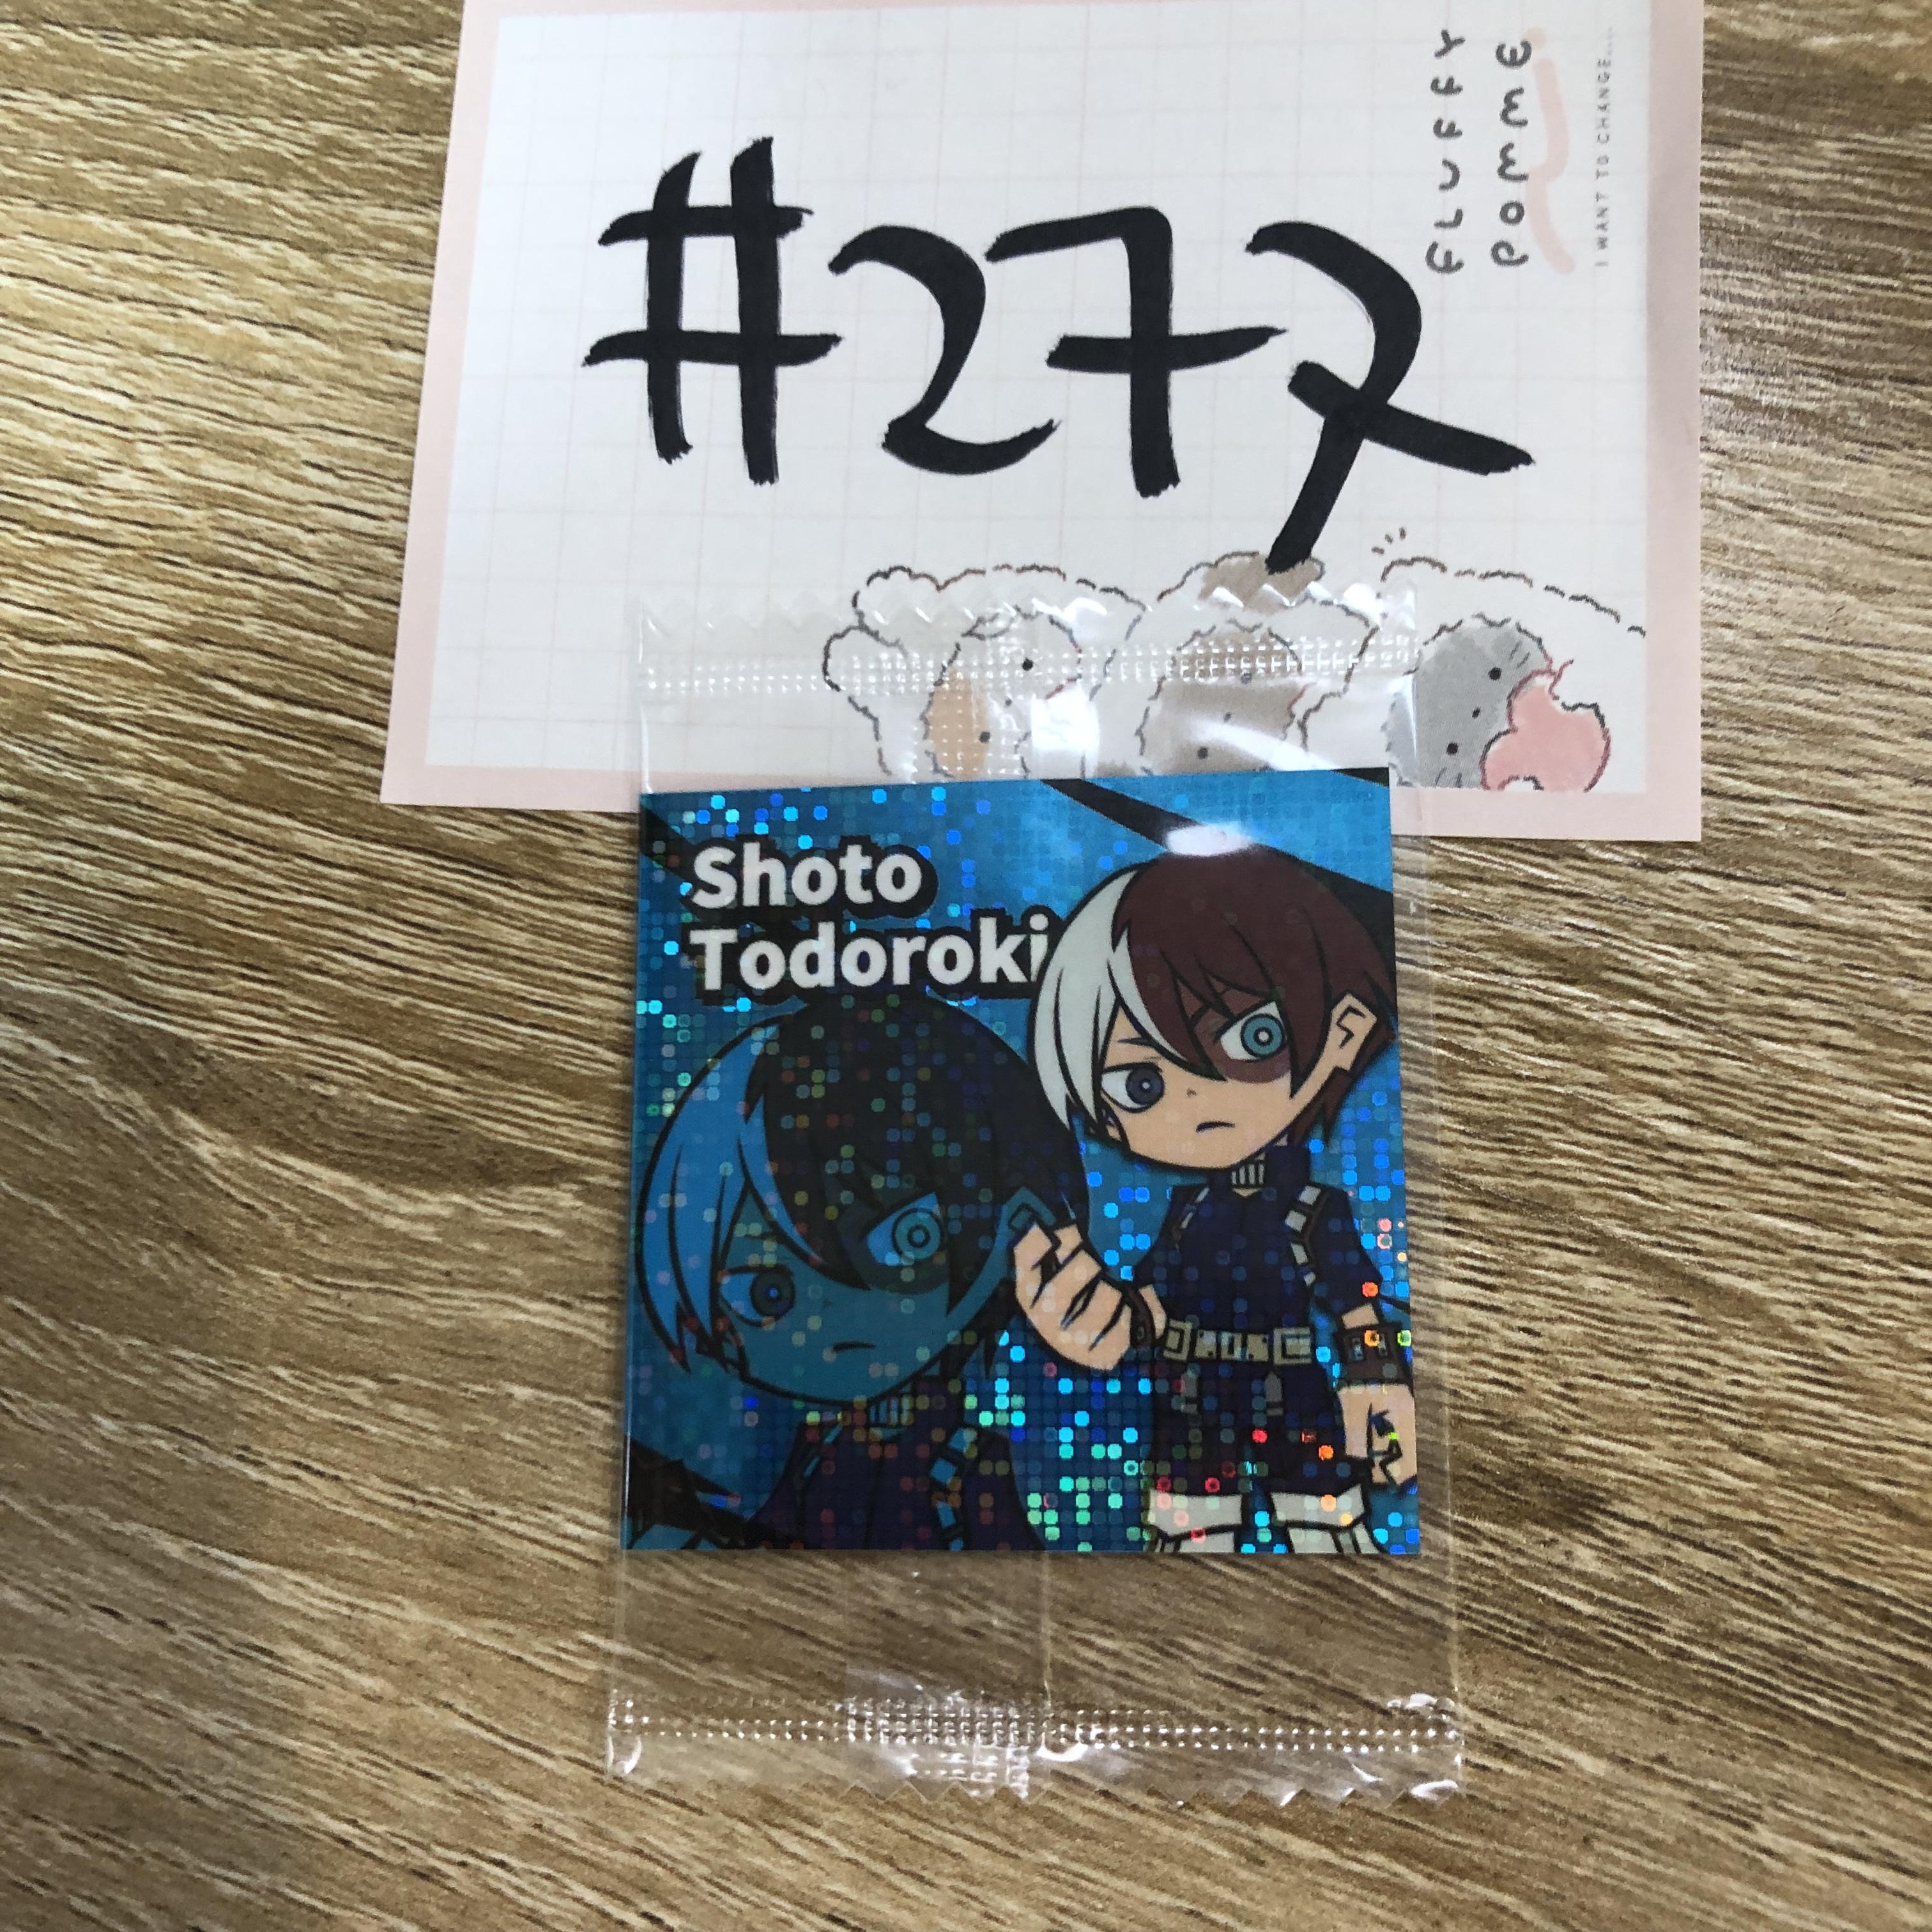 #277
FLUFFY
POMME
I WANT TO CHANGE...
Shoto
Todoroki